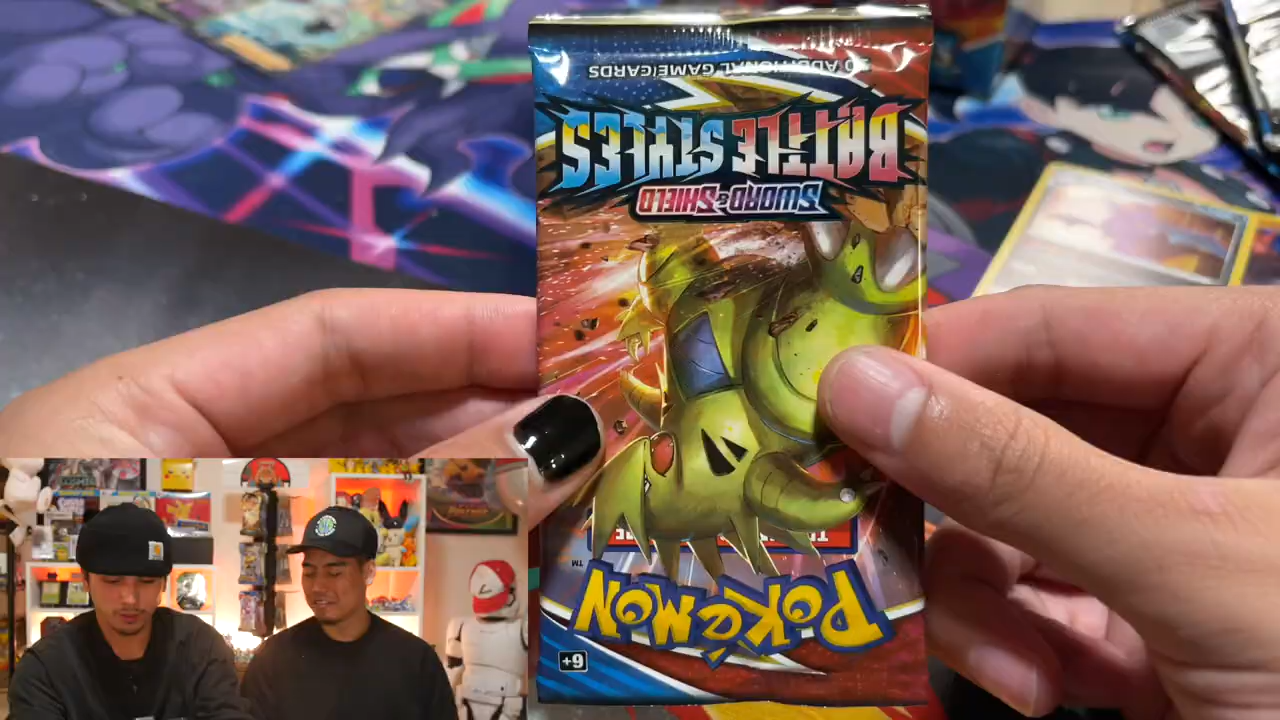 10 ADDITIONAL GAME CARDS
BATTLE STYLES
SWORD & SHIELD
POKéMON
™
6+